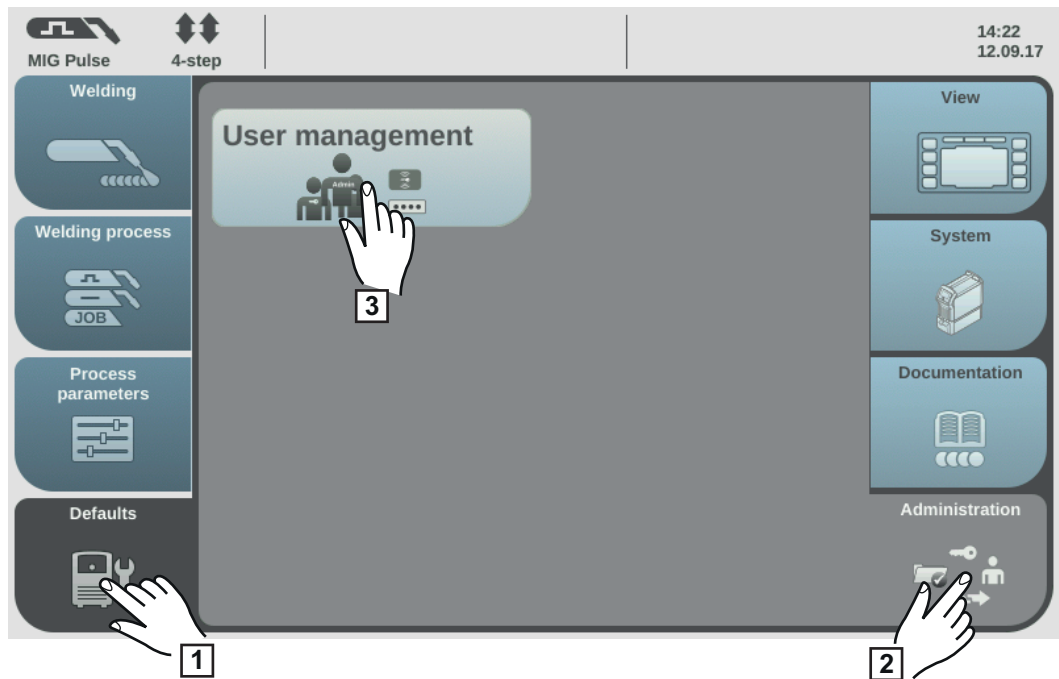 MIG Pulse
4-step
14:22
12.09.17
Welding
Welding process
JOB
Process
parameters
Defaults
User management
Admin
3
View
System
Documentation
Administration
1
2